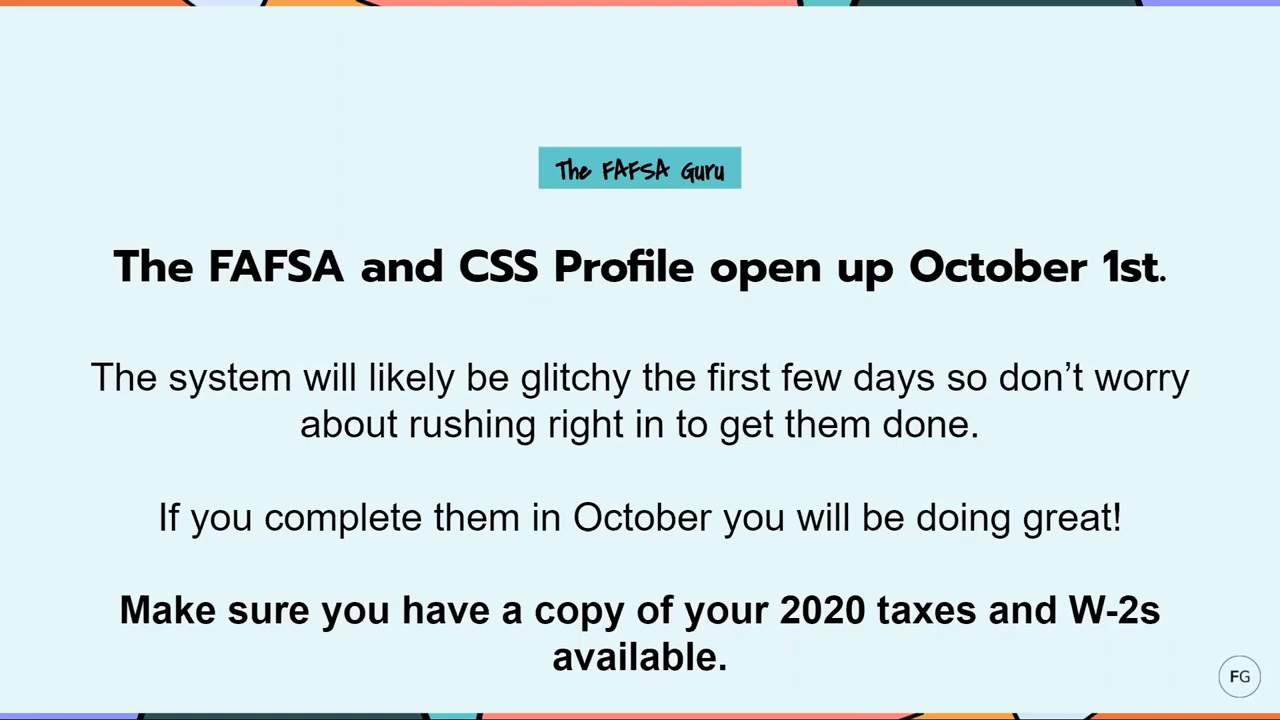 The FAFSA Guru
The FAFSA and CSS Profile open up October 1st.
The system will likely be glitchy the first few days so don’t worry
about rushing right in to get them done.
If you complete them in October you will be doing great!
Make sure you have a copy of your 2020 taxes and W-2s
available.
FG